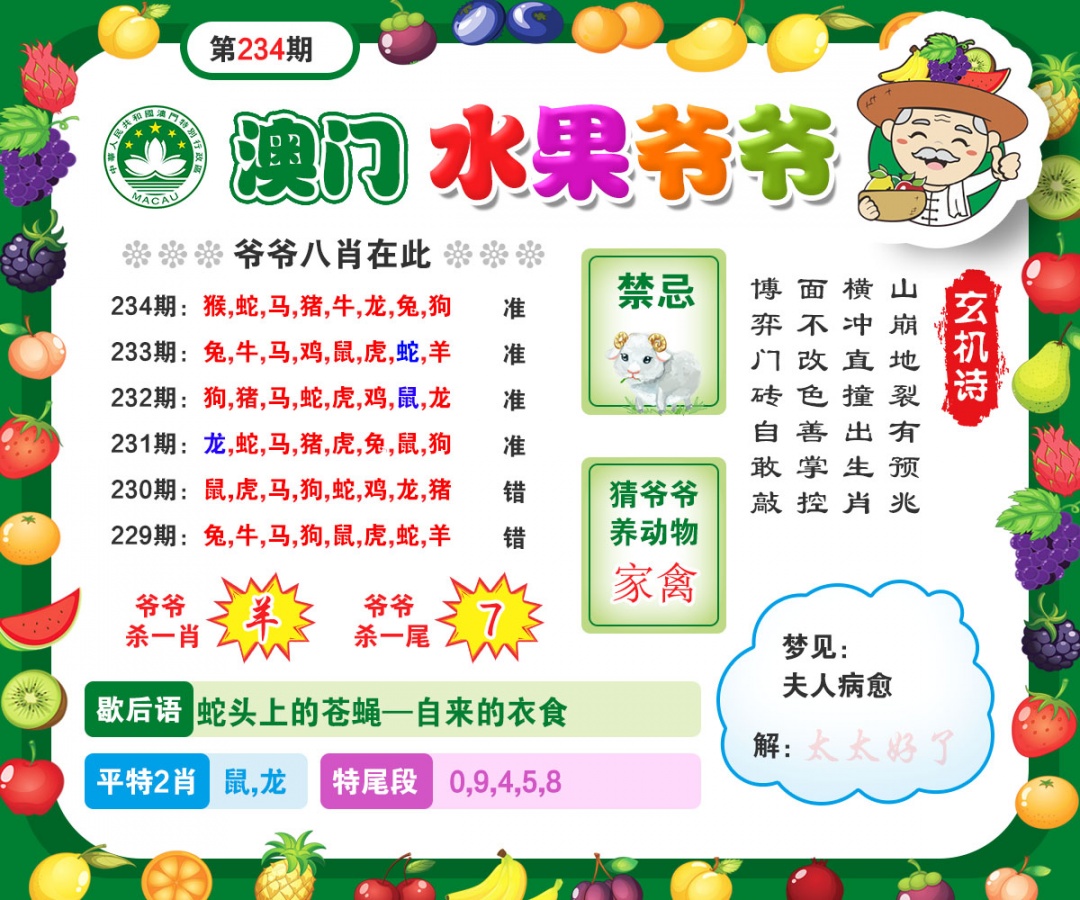 第234期
中華人民共和國澳門特別行政區
MACAU
澳门 水果爷爷
爷爷八肖在此
234期：猴,蛇,马,猪,牛,龙,兔,狗 准
233期：兔,牛,马,鸡,鼠,虎,蛇,羊 准
232期：狗,猪,马,蛇,虎,鸡,鼠,龙 准
231期：龙,蛇,马,猪,虎,兔,鼠,狗 准
230期：鼠,虎,马,狗,蛇,鸡,龙,猪 错
229期：兔,牛,马,狗,鼠,虎,蛇,羊 错
爷爷
杀一肖
羊
爷爷
杀一尾
7
禁忌
猜爷爷
养动物
家禽
玄机诗
山崩地裂有预兆
横冲直撞出生肖
面不改色善掌控
博弈门砖自敢敲
梦见：
夫人病愈
解：太太好了
歇后语 蛇头上的苍蝇—自来的衣食
平特2肖 鼠,龙
特尾段 0,9,4,5,8